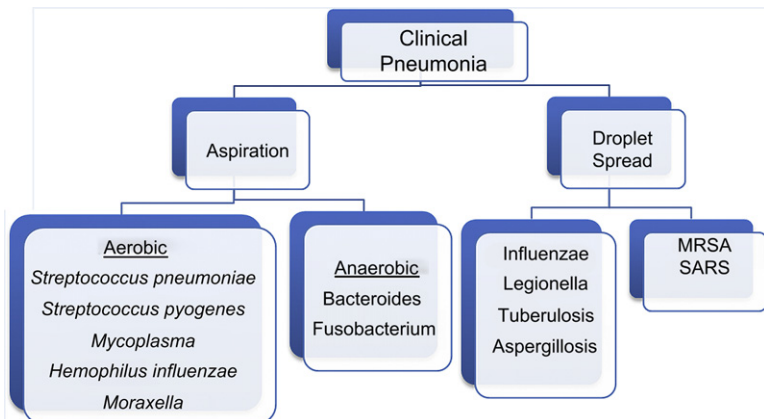 Clinical
Pneumonia
Aspiration
Droplet
Spread
Aerobic
Streptococcus pneumoniae
Streptococcus pyogenes
Mycoplasma
Hemophilus influenzae
Moraxella
Anaerobic
Bacteroides
Fusobacterium
Influenzae
Legionella
Tuberulosis
Aspergillosis
MRSA
SARS